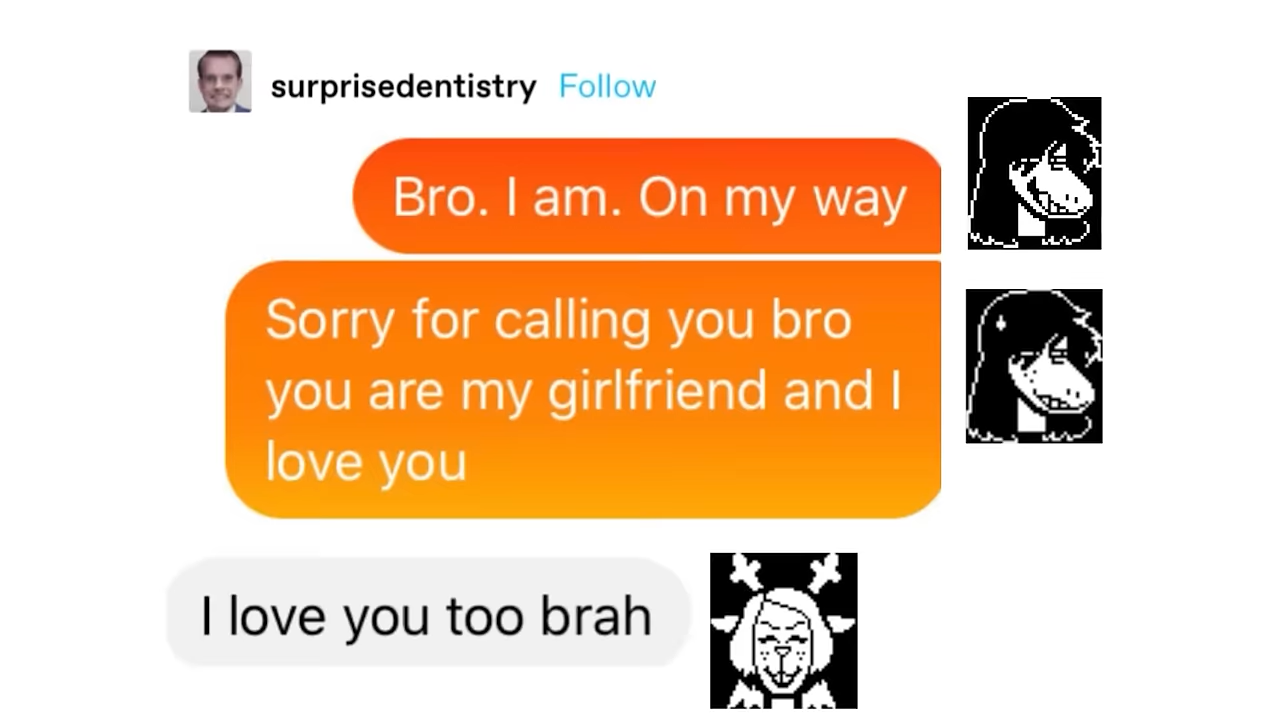 surprisedentistry Follow
Bro. I am. On my way
Sorry for calling you bro
you are my girlfriend and I
love you
I love you too brah